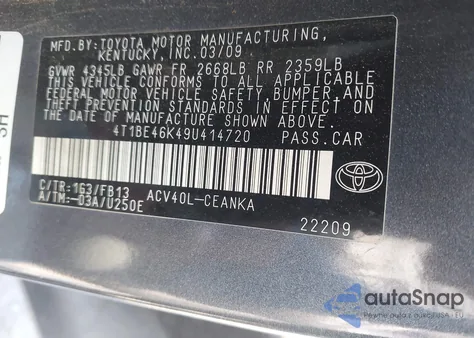 MFD.BY:TOYOTA MOTOR MANUFACTURING,
KENTUCKY, INC.03/09
GVWR 4345LB GAWR FR 2668LB RR 2359LB
THIS VEHICLE CONFORMS TO ALL APPLICABLE
FEDERAL MOTOR VEHICLE SAFETY, BUMPER, AND
THEFT PREVENTION STANDARDS IN EFFECT ON
THE DATE OF MANUFACTURE SHOWN ABOVE.
4T1BE46K49U414720 PASS.CAR
C/TR:1G3/FB13 ACV40L-CEANKA
A/TM:-03A/U250E
22209
autoSnap